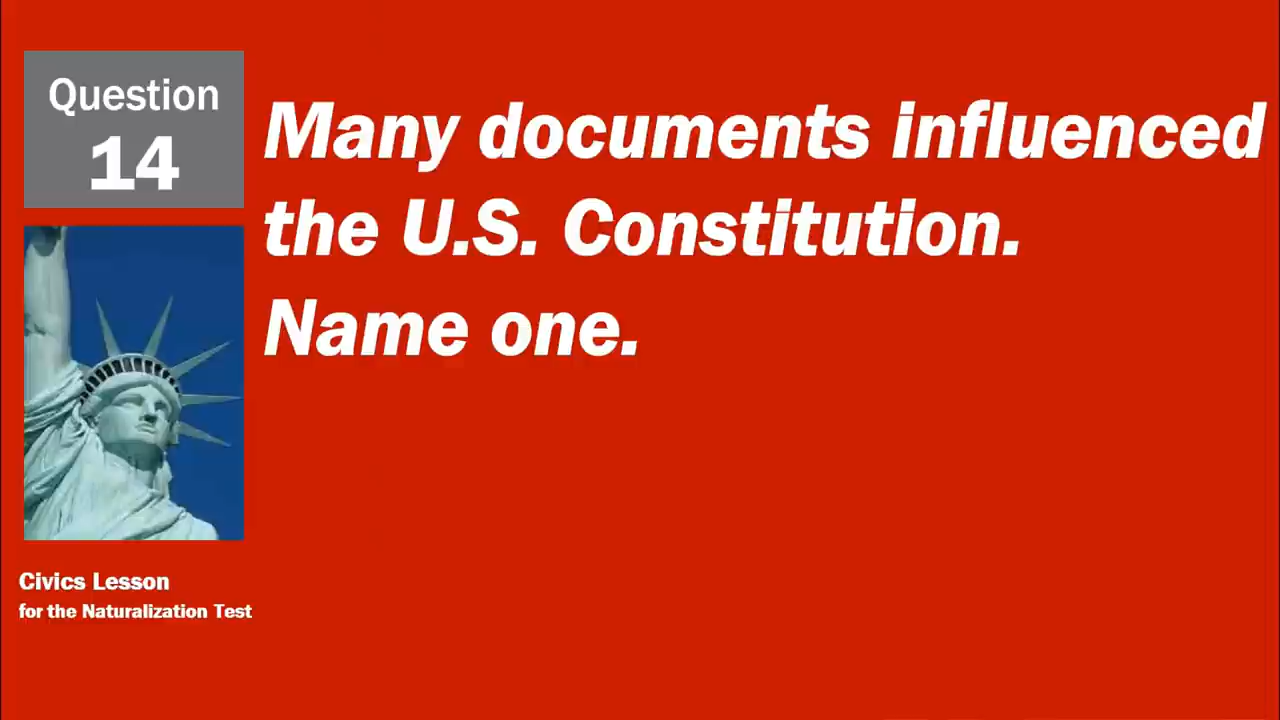 Question
14
Many documents influenced
the U.S. Constitution.
Name one.
Civics Lesson
for the Naturalization Test